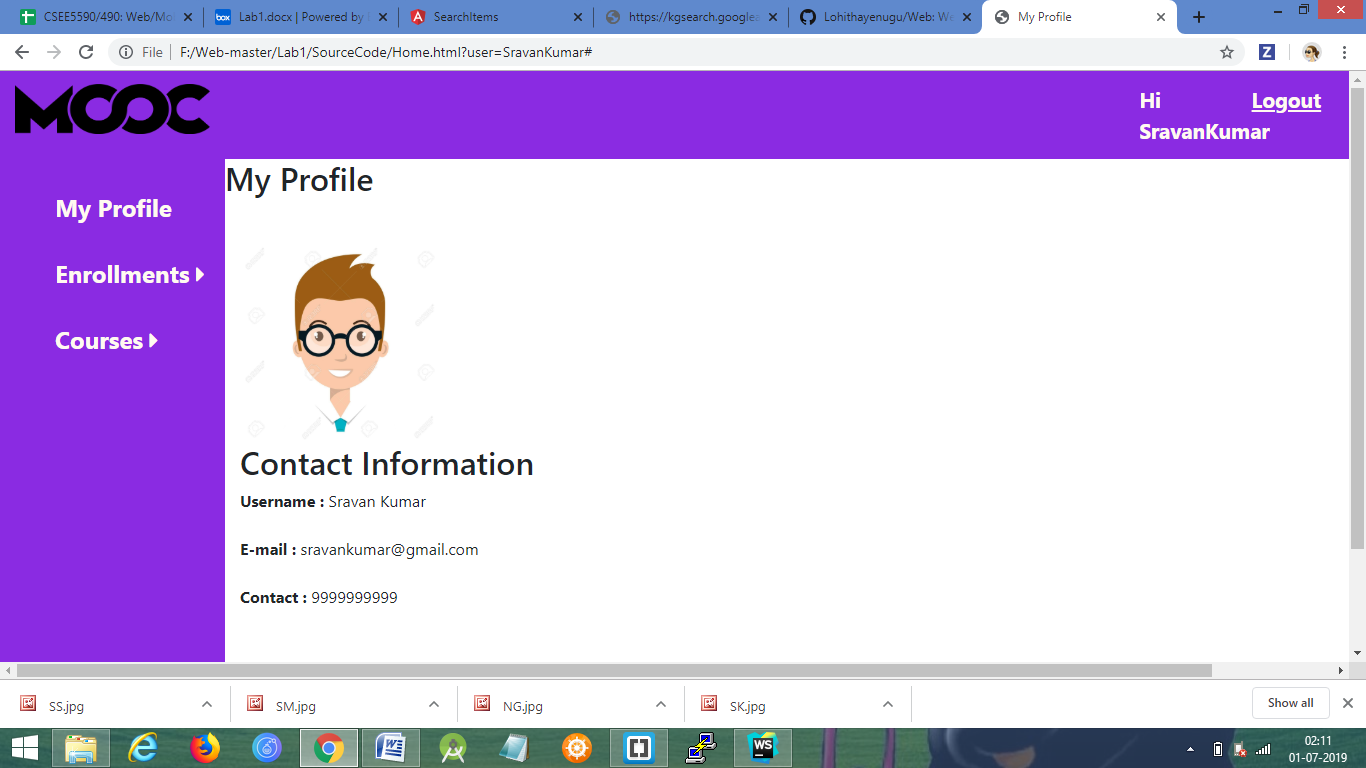 CSEE5590/490: Web/Mo
Lab1.docx | Powered by
SearchItems
https://kgsearch.google
Lohithayenugu/Web: We
My Profile
File
F:/Web-master/Lab1/SourceCode/Home.html?user=SravanKumar#
MOOC
Hi
SravanKumar
Logout
My Profile
Enrollments
Courses
My Profile
Contact Information
Username : Sravan Kumar
E-mail : sravankumar@gmail.com
Contact : 9999999999
SS.jpg
SM.jpg
NG.jpg
SK.jpg
Show all
02:11
01-07-2019